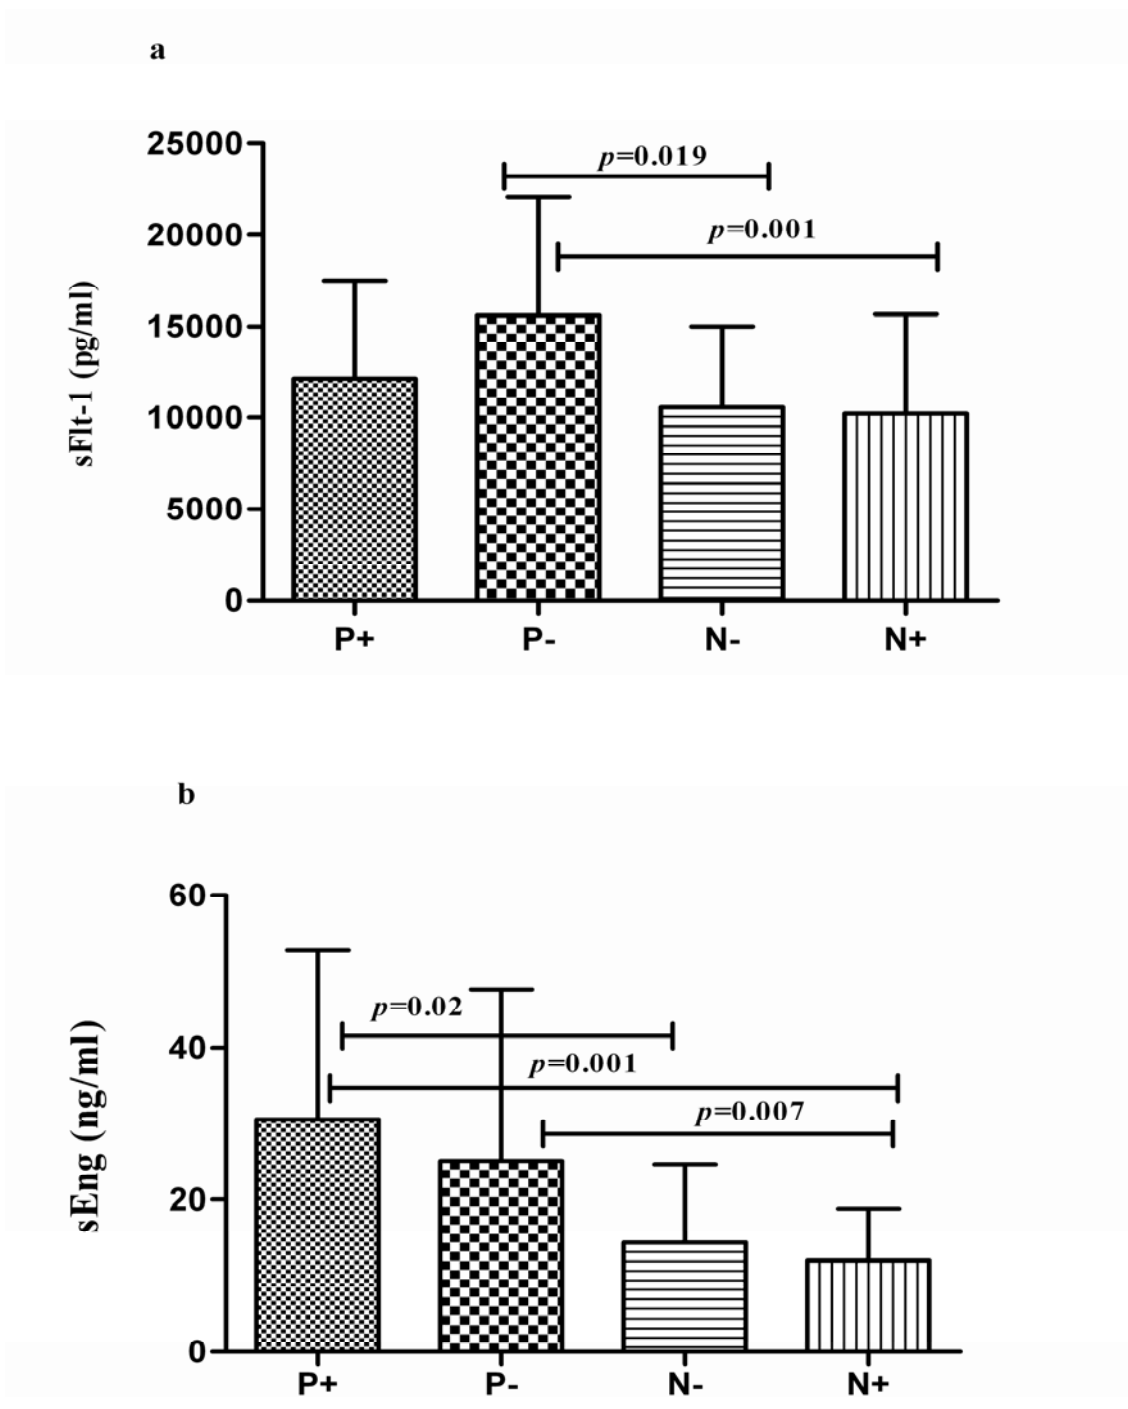 a
25000
p=0.019
20000
p=0.001
15000
10000
5000
0
sFlt-1 (pg/ml)
P+ P- N- N+
b
60
p=0.02
40
p=0.001
p=0.007
20
0
sEng (ng/ml)
P+ P- N- N+